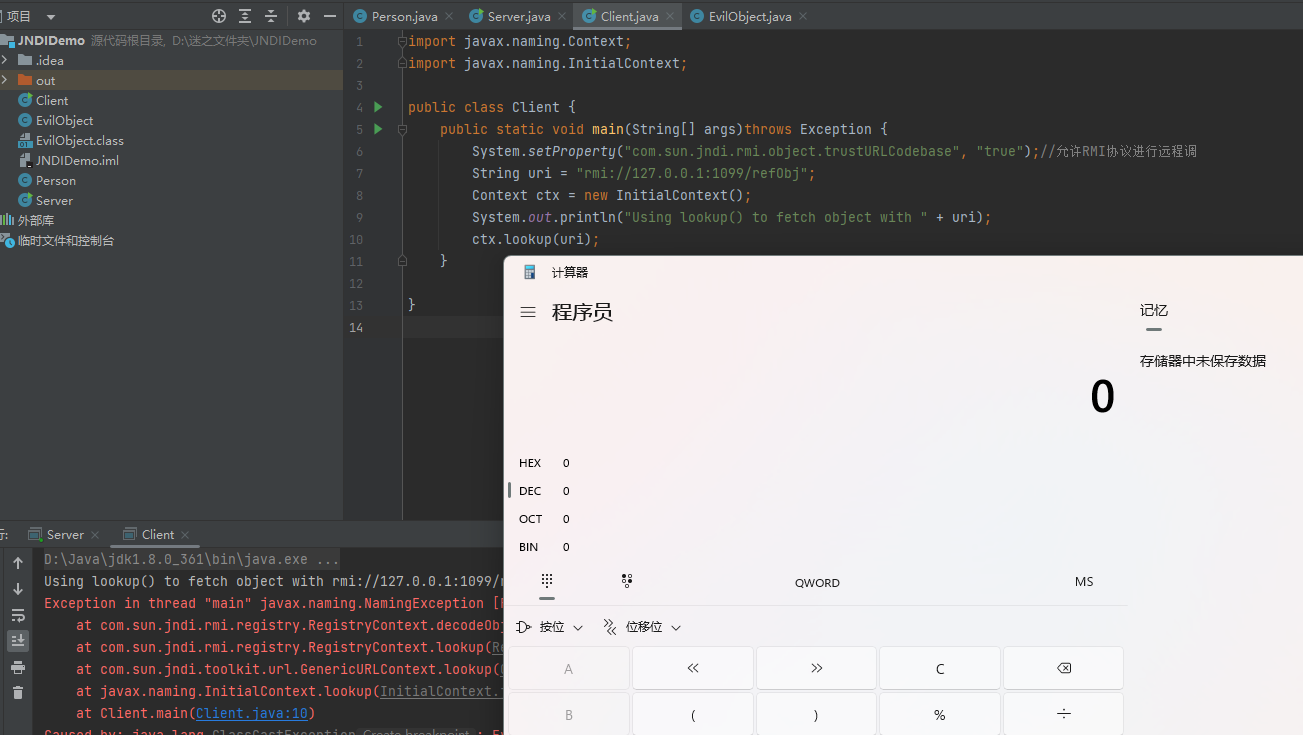 项目
Person.java
Server.java
Client.java
EvilObject.java
JNDIDemo 源代码根目录, D:\迷之文件夹\JNDIDemo
.idea
out
Client
EvilObject
EvilObject.class
JNDIDemo.iml
Person
Server
外部库
临时文件和控制台
1 import javax.naming.Context;
2 import javax.naming.InitialContext;
3
4 public class Client {
5 public static void main(String[] args)throws Exception {
6 System.setProperty("com.sun.jndi.rmi.object.trustURLCodebase", "true");//允许RMI协议进行远程调
7 String uri = "rmi://127.0.0.1:1099/refObj";
8 Context ctx = new InitialContext();
9 System.out.println("Using lookup() to fetch object with " + uri);
10 ctx.lookup(uri);
11 }
12
13 }
14
计算器
程序员
记忆
存储器中未保存数据
0
HEX 0
DEC 0
OCT 0
BIN 0
QWORD
MS
按位
位移位
A
<<
>>
C
B
(
)
%
÷
Server
Client
D:\Java\jdk1.8.0_361\bin\java.exe ...
Using lookup() to fetch object with rmi://127.0.0.1:1099/
Exception in thread "main" javax.naming.NamingException [
at com.sun.jndi.rmi.registry.RegistryContext.decodeObj
at com.sun.jndi.rmi.registry.RegistryContext.lookup(Re
at com.sun.jndi.toolkit.url.GenericURLContext.lookup(
at javax.naming.InitialContext.lookup(InitialContext.
at Client.main(Client.java:10)
Caused by: java.lang.ClassCastException Create breakpoint :